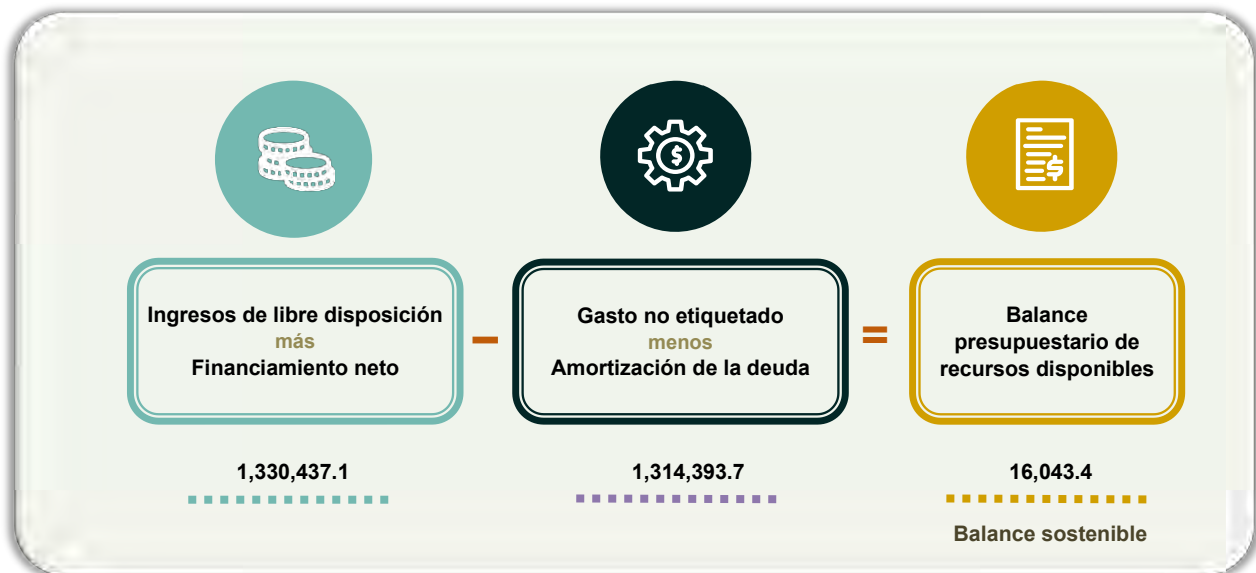 Ingresos de libre disposición
más
Financiamiento neto
–
Gasto no etiquetado
menos
Amortización de la deuda
=
Balance
presupuestario de
recursos disponibles
1,330,437.1
1,314,393.7
16,043.4
Balance sostenible